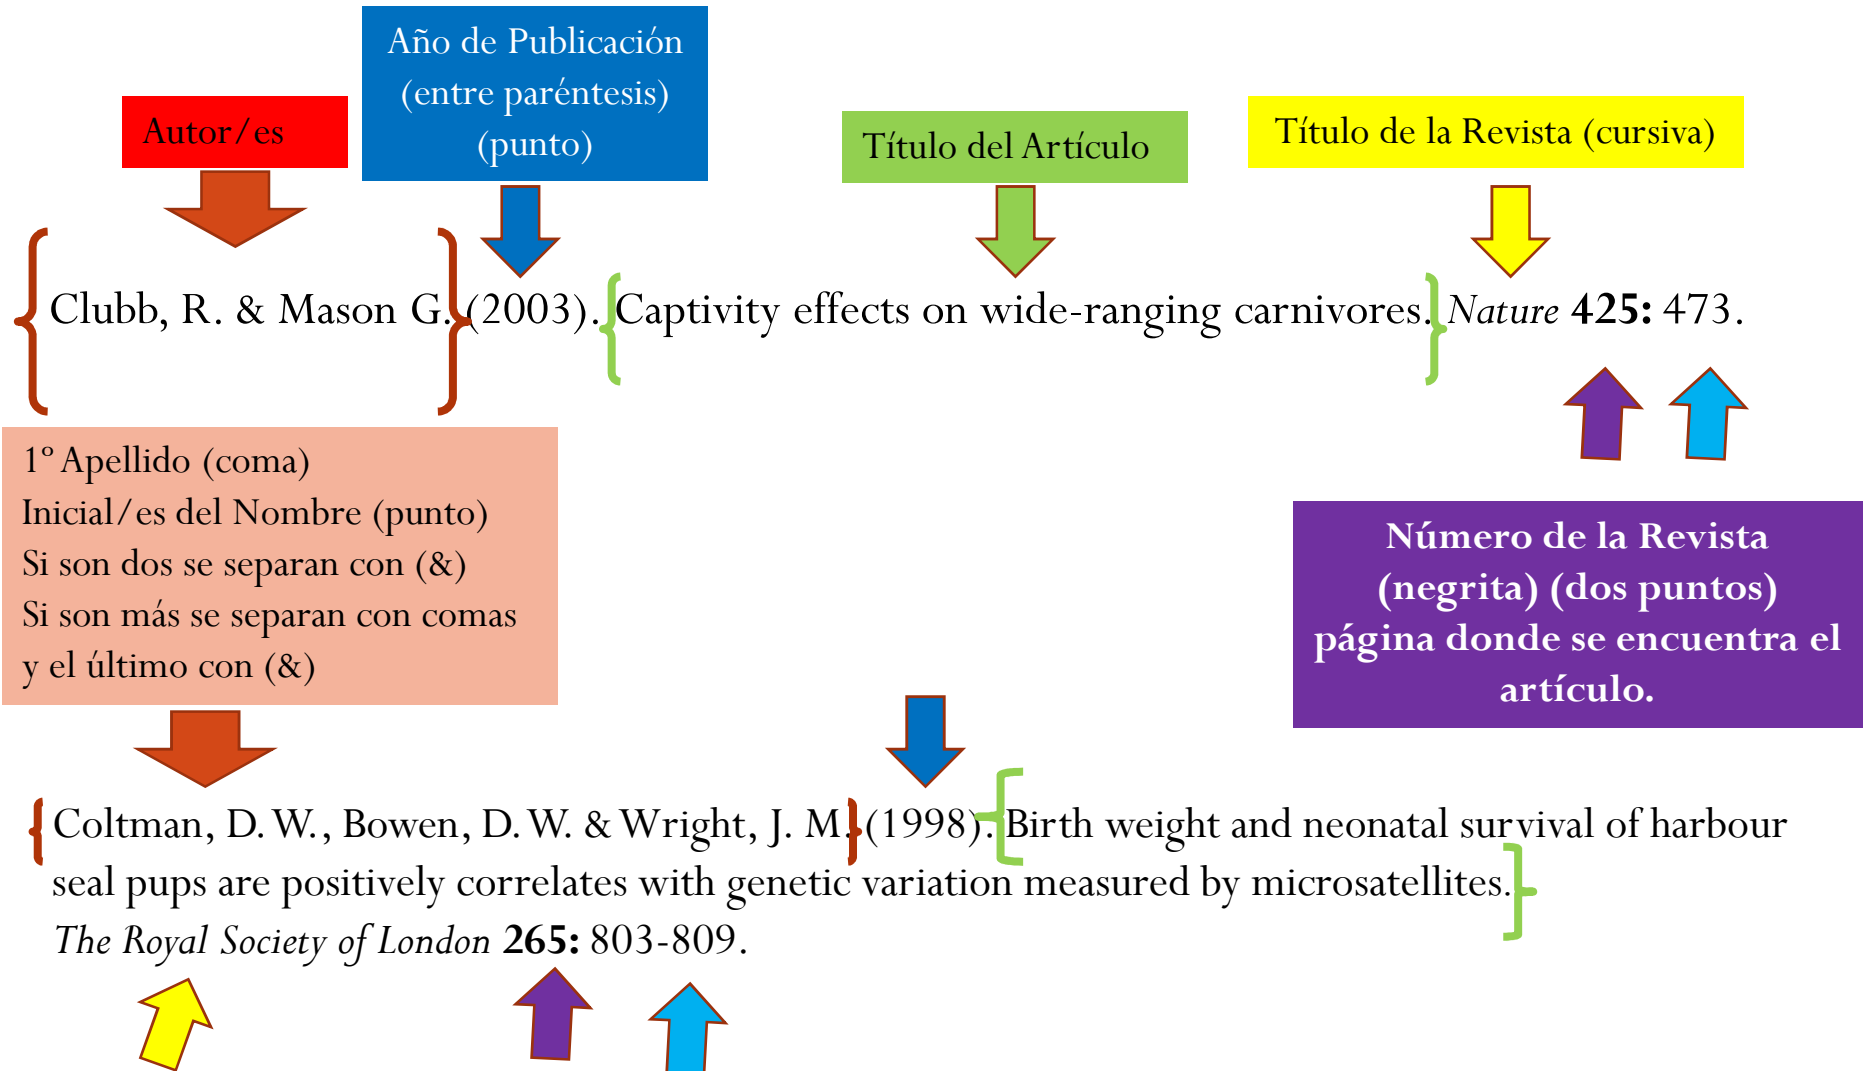 Año de Publicación
(entre paréntesis)
(punto)
Autor/es
Título del Artículo
Título de la Revista (cursiva)
Clubb, R. & Mason G. (2003). Captivity effects on wide-ranging carnivores. Nature 425: 473.
1º Apellido (coma)
Inicial/es del Nombre (punto)
Si son dos se separan con (&)
Si son más se separan con comas
y el último con (&)
Número de la Revista
(negrita) (dos puntos)
página donde se encuentra el
artículo.
Coltman, D. W., Bowen, D. W. & Wright, J. M. (1998). Birth weight and neonatal survival of harbour
seal pups are positively correlates with genetic variation measured by microsatellites.
The Royal Society of London 265: 803-809.